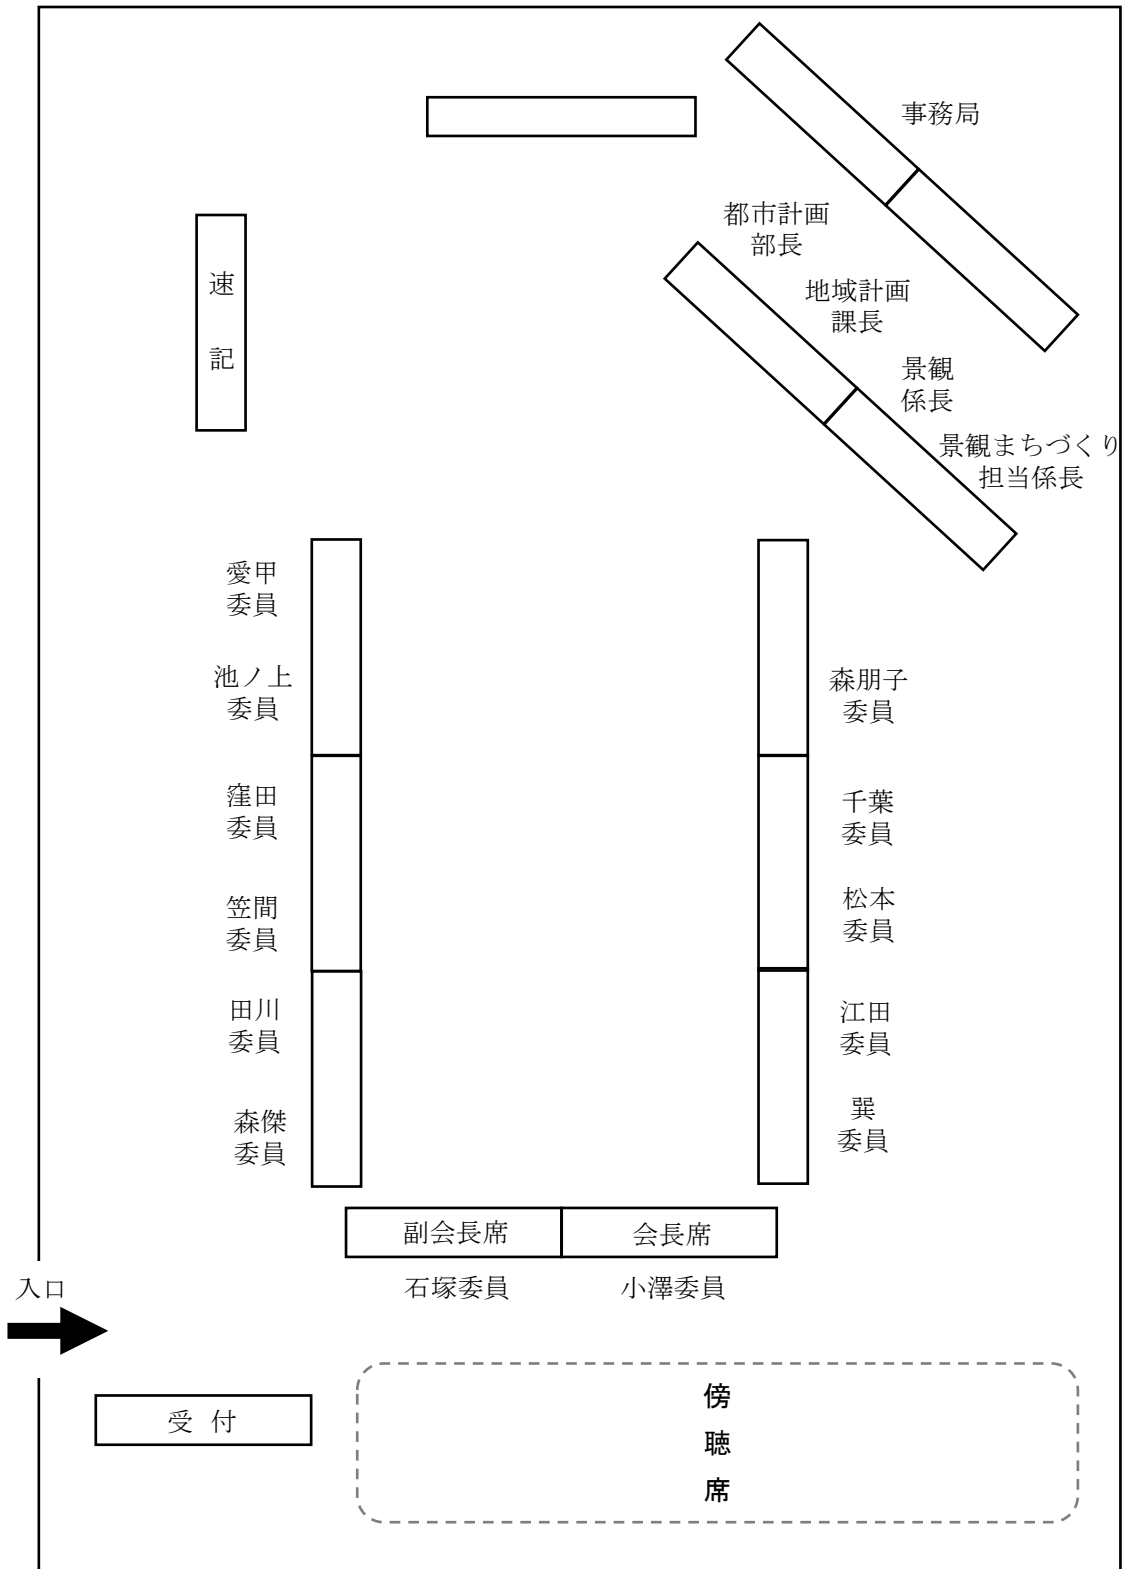 事務局
都市計画
部長
地域計画
課長
景観
係長
景観まちづくり
担当係長
速
記
愛甲
委員
池ノ上
委員
窪田
委員
笠間
委員
田川
委員
森傑
委員
森朋子
委員
千葉
委員
松本
委員
江田
委員
巽
委員
副会長席
会長席
石塚委員
小澤委員
入口
受 付
傍
聴
席